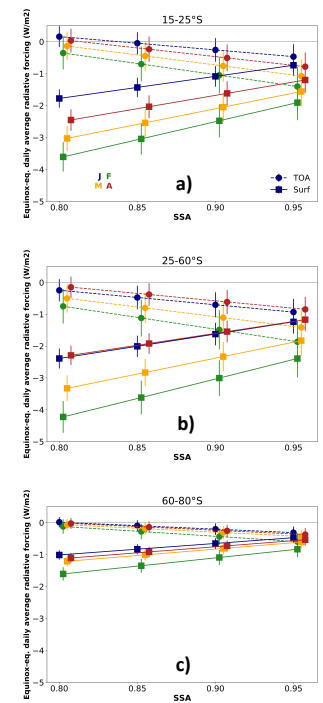 15-25°S
Equinox-eq. daily average radiative forcing (W/m2)
0
−1
−2
−3
−4
−5
J F
M A
a)
TOA
Surf
0.80 0.85 0.90 0.95
SSA
25-60°S
Equinox-eq. daily average radiative forcing (W/m2)
0
−1
−2
−3
−4
−5
b)
0.80 0.85 0.90 0.95
SSA
60-80°S
Equinox-eq. daily average radiative forcing (W/m2)
0
−1
−2
−3
−4
−5
c)
0.80 0.85 0.90 0.95
SSA